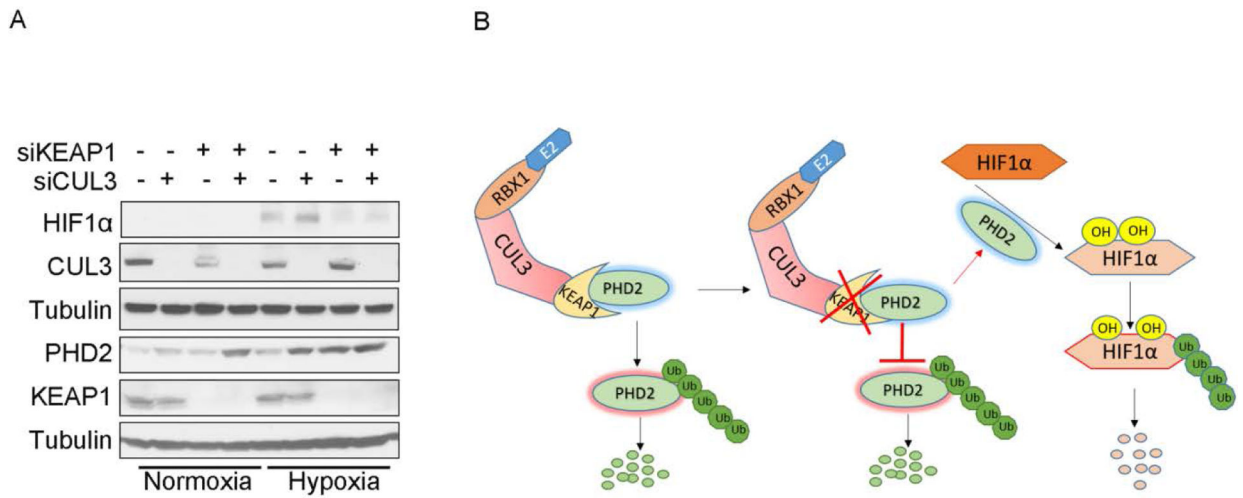 A
siKEAP1 - - + + - - + +
siCUL3 - + - + - + - +
HIF1α
CUL3
Tubulin
PHD2
KEAP1
Tubulin
Normoxia Hypoxia
B
E2
RBX1
CUL3
KEAP1
PHD2
PHD2
Ub
Ub
Ub
Ub
Ub
E2
RBX1
CUL3
KEAP1
PHD2
PHD2
Ub
Ub
Ub
Ub
Ub
HIF1α
PHD2
OH OH
HIF1α
OH OH
HIF1α
Ub
Ub
Ub
Ub